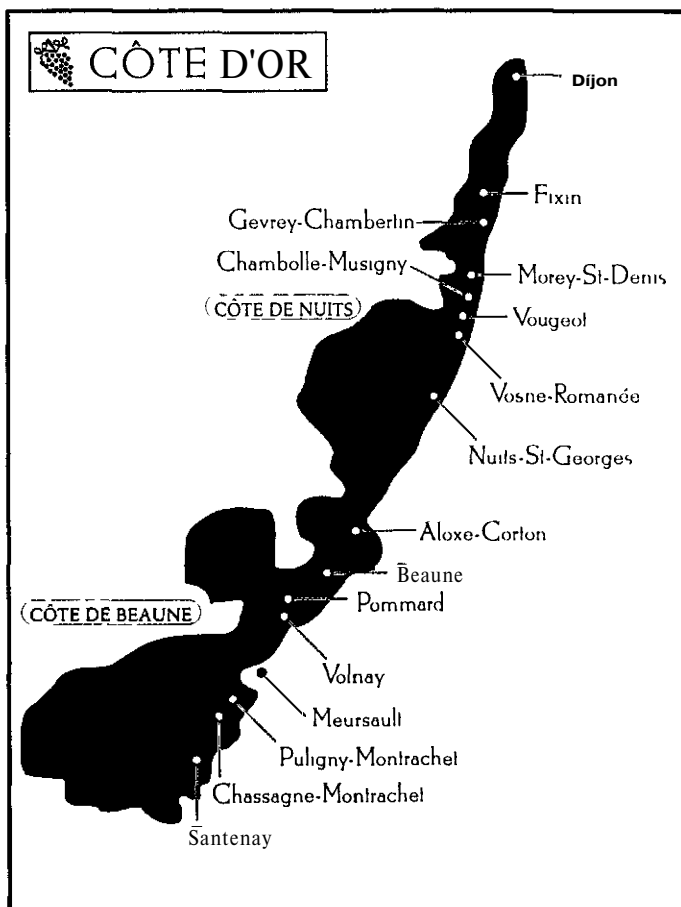 CÔTE D'OR
Dijon
Fixin
Gevrey-Chambertin
Chambolle-Musigny
Morey-St-Denis
CÔTE DE NUITS
Vougeot
Vosne-Romanée
Nuits-St-Georges
Aloxe-Corton
Beaune
Pommard
CÔTE DE BEAUNE
Volnay
Meursault
Puligny-Montrachet
Chassagne-Montrachet
Santenay